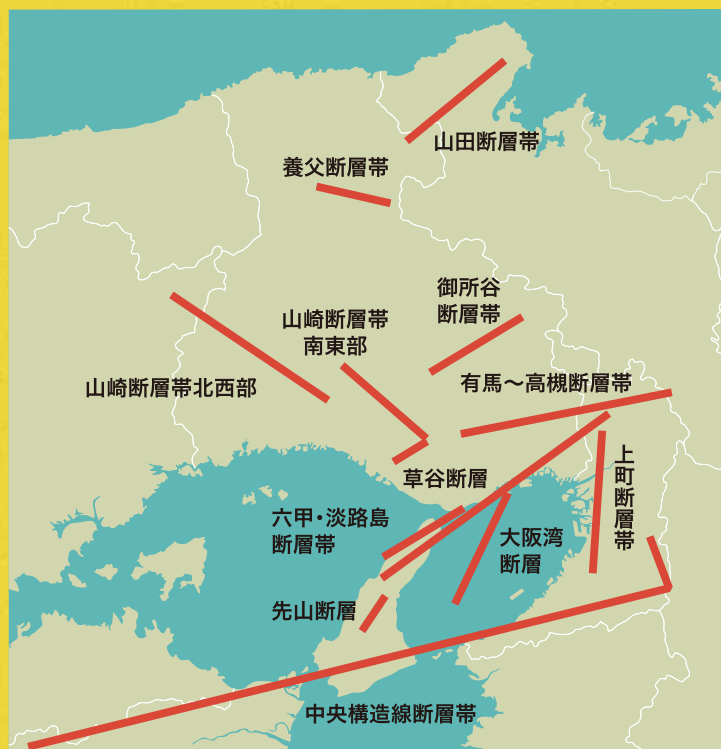 山田断層帯
養父断層帯
御所谷
断層帯
山崎断層帯
南東部
有馬～高槻断層帯
山崎断層帯北西部
上町断層帯
草谷断層
六甲・淡路島
断層帯
大阪湾
断層
先山断層
中央構造線断層帯